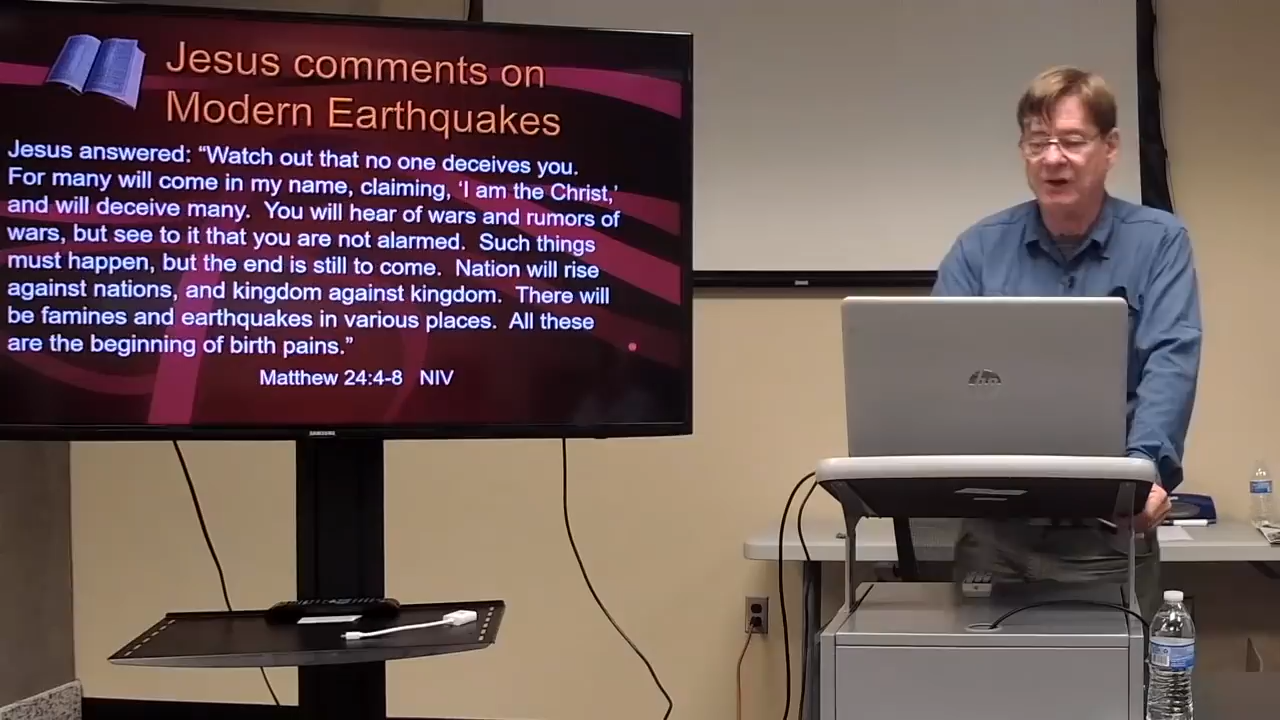 Jesus comments on
Modern Earthquakes
Jesus answered: “Watch out that no one deceives you.
For many will come in my name, claiming, ‘I am the Christ,’
and will deceive many. You will hear of wars and rumors of
wars, but see to it that you are not alarmed. Such things
must happen, but the end is still to come. Nation will rise
against nations, and kingdom against kingdom. There will
be famines and earthquakes in various places. All these
are the beginning of birth pains.”
Matthew 24:4-8 NIV
SAMSUNG
hp